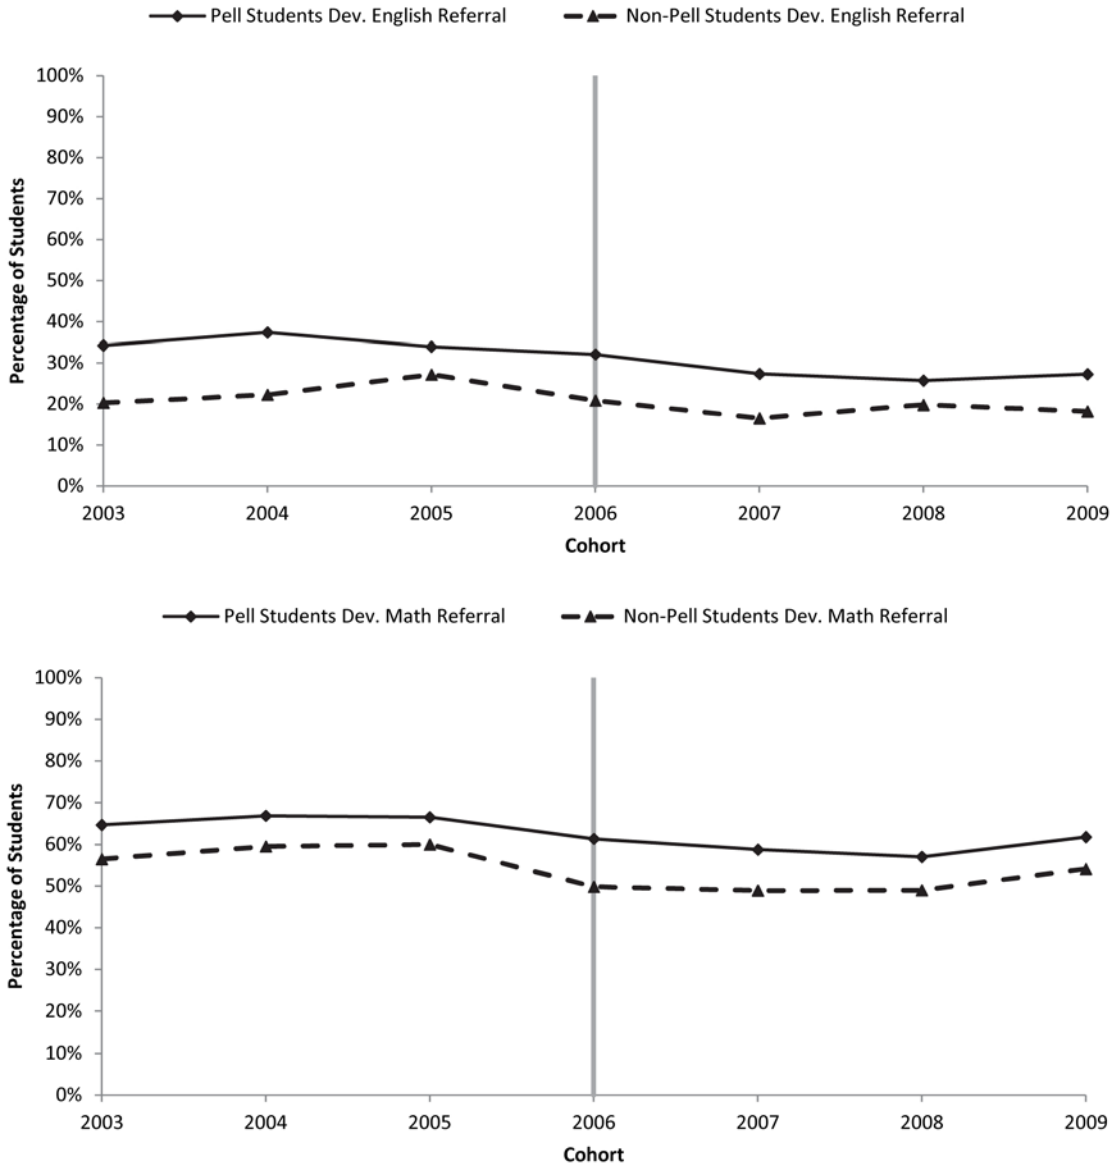 Pell Students Dev. English Referral Non-Pell Students Dev. English Referral
100%
90%
80%
70%
60%
50%
40%
30%
20%
10%
0%
Percentage of Students
2003 2004 2005 2006 2007 2008 2009
Cohort
Pell Students Dev. Math Referral Non-Pell Students Dev. Math Referral
100%
90%
80%
70%
60%
50%
40%
30%
20%
10%
0%
Percentage of Students
2003 2004 2005 2006 2007 2008 2009
Cohort